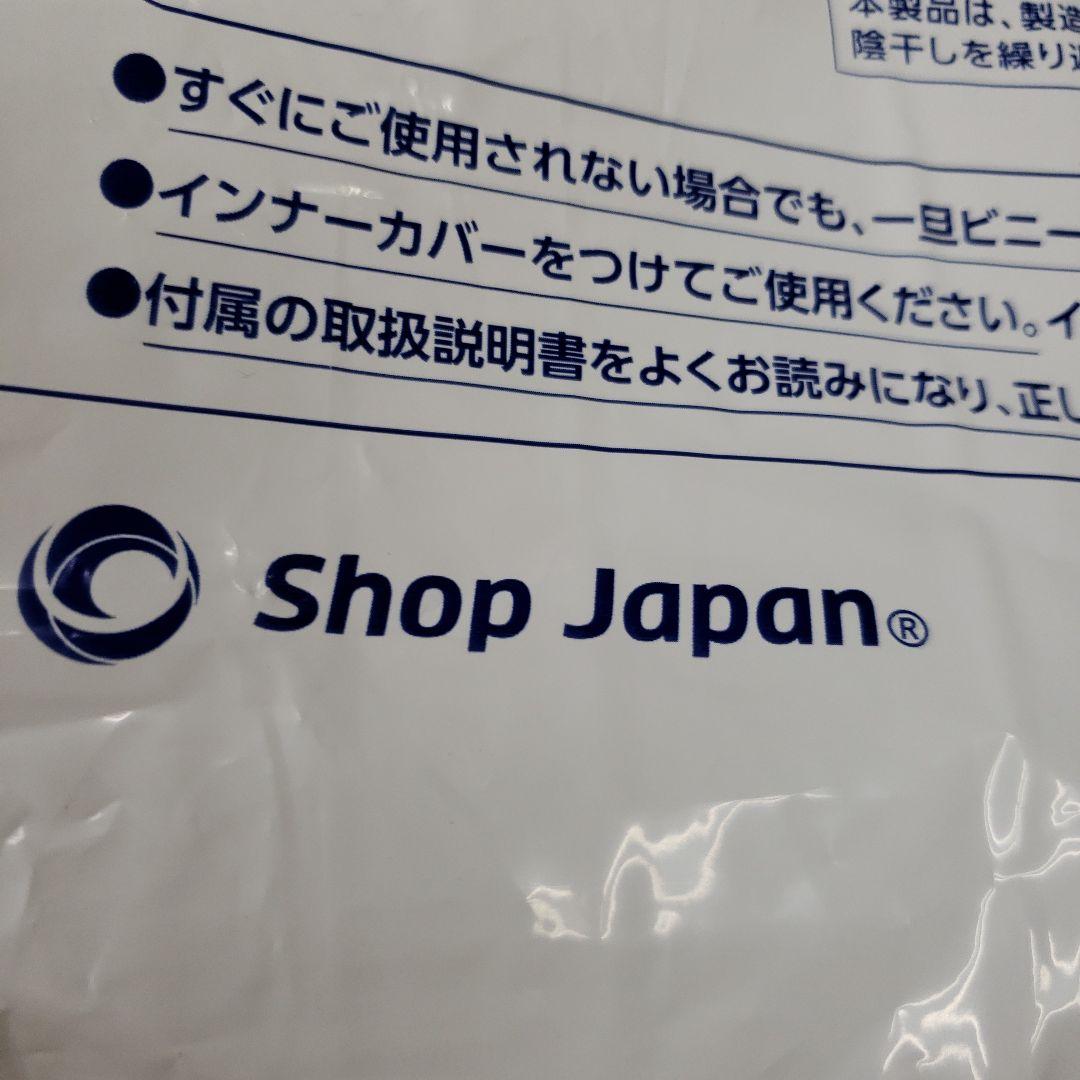 本製品は、製造
陰干しを繰り返
●すぐにご使用されない場合でも、一旦ビニー
●インナーカバーをつけてご使用ください。イ
●付属の取扱説明書をよくお読みになり、正し
Shop Japan®